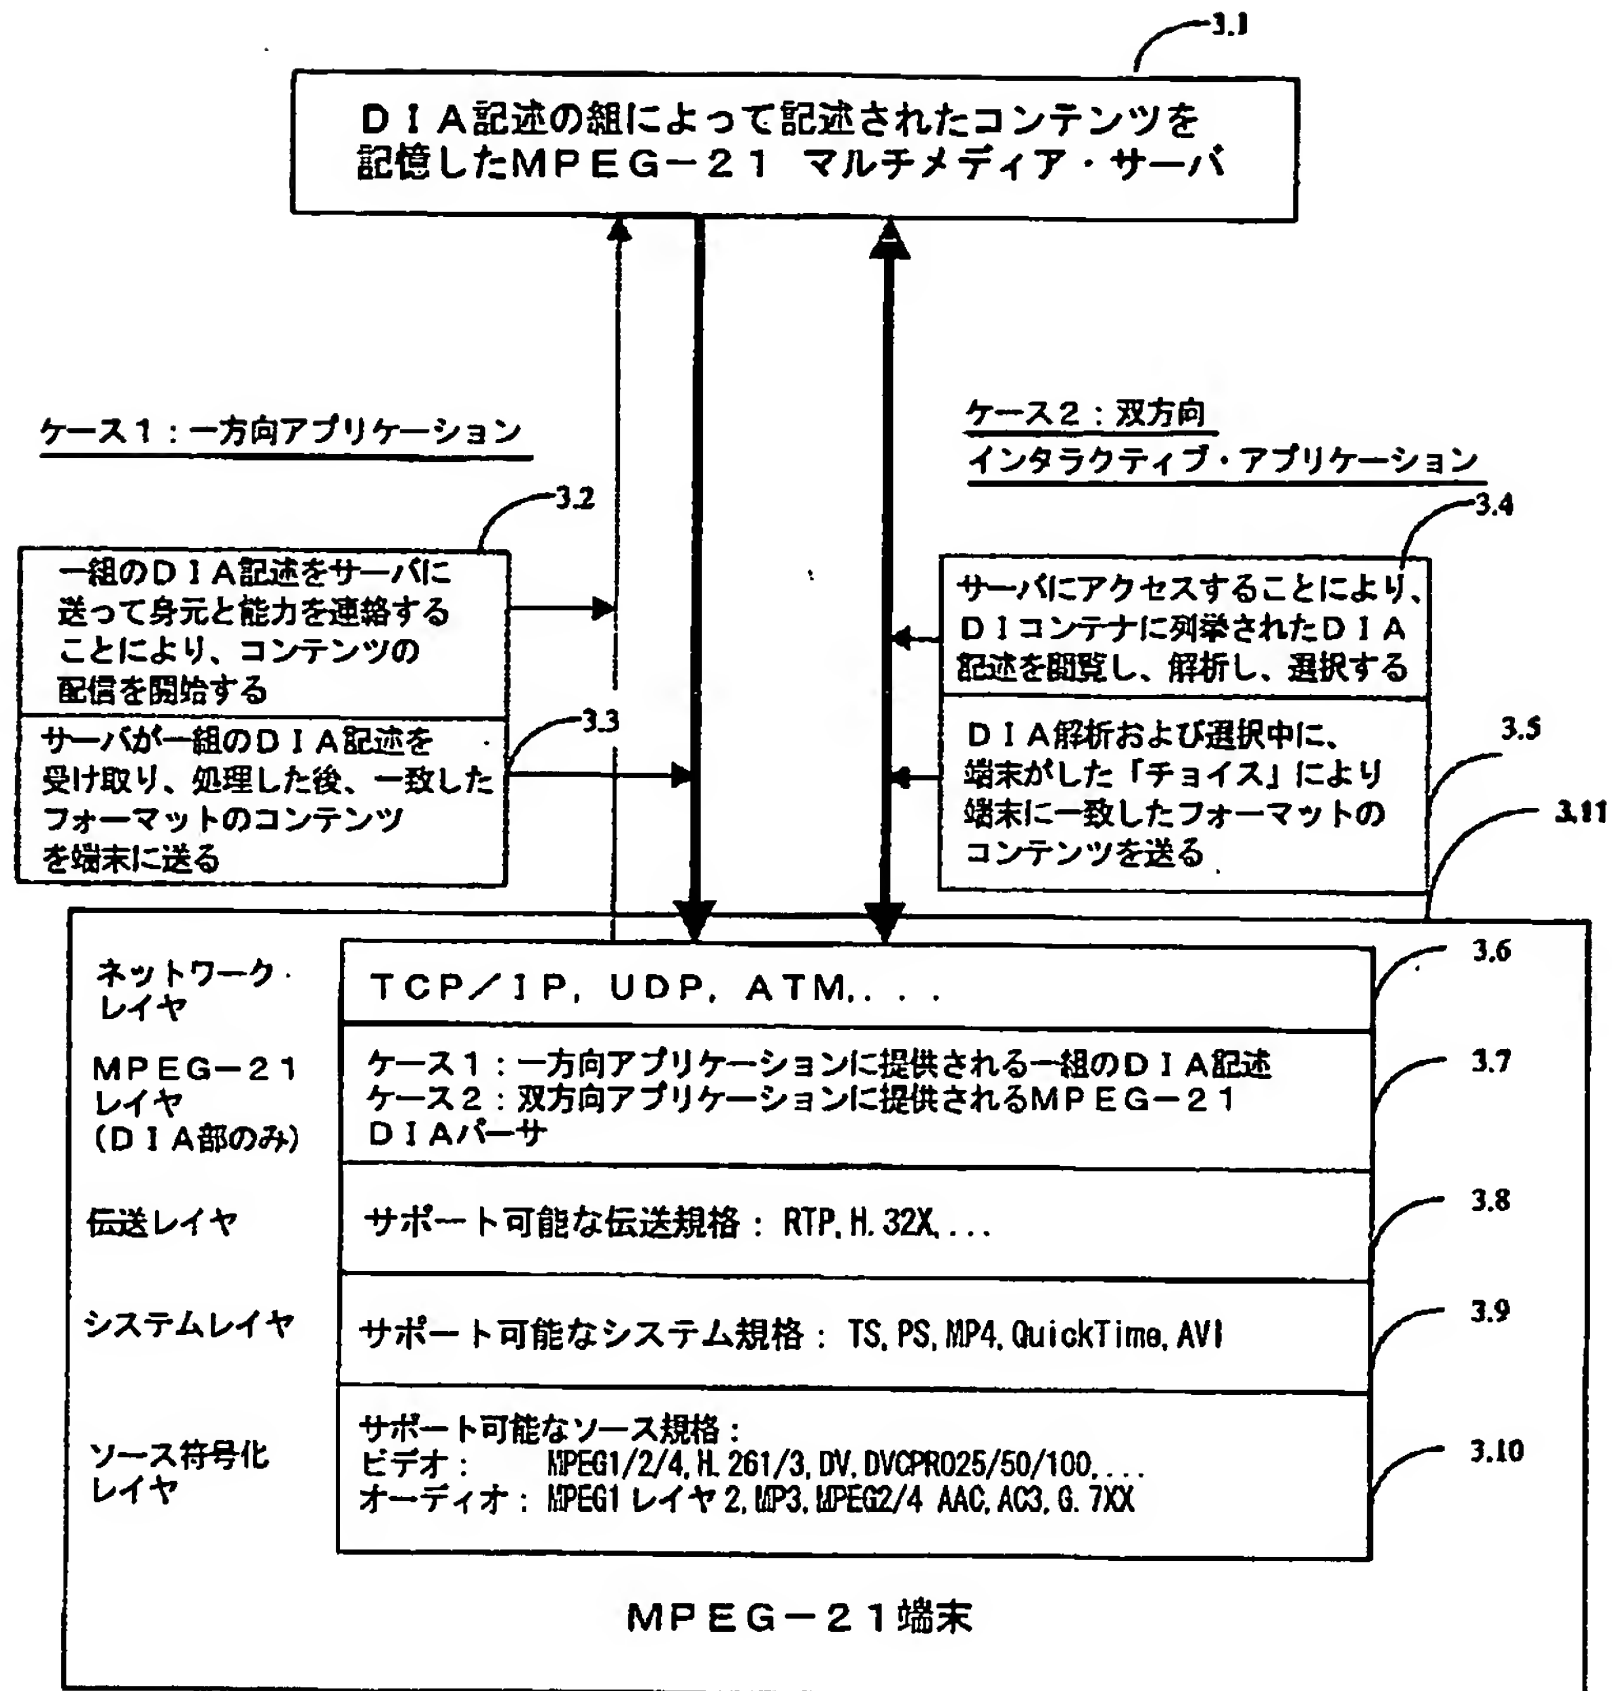 3.1
ＤＩＡ記述の組によって記述されたコンテンツを
記憶したＭＰＥＧ－２１ マルチメディア・サーバ
ケース１：一方向アプリケーション
3.2
一組のＤＩＡ記述をサーバに
送って身元と能力を連絡する
ことにより、コンテンツの
配信を開始する
3.3
サーバが一組のＤＩＡ記述を
受け取り、処理した後、一致した
フォーマットのコンテンツ
を端末に送る
ケース２：双方向
インタラクティブ・アプリケーション
3.4
サーバにアクセスすることにより、
ＤＩコンテナに列挙されたＤＩＡ
記述を閲覧し、解析し、選択する
3.5
ＤＩＡ解析および選択中に、
端末がした「チョイス」により
端末に一致したフォーマットの
コンテンツを送る
3.11
ネットワーク
レイヤ
ＴＣＰ／ＩＰ, ＵＤＰ, ＡＴＭ,...
3.6
ＭＰＥＧ－２１
レイヤ
(ＤＩＡ部のみ)
ケース１：一方向アプリケーションに提供される一組のＤＩＡ記述
ケース２：双方向アプリケーションに提供されるＭＰＥＧ－２１
ＤＩＡパーサ
3.7
伝送レイヤ
サポート可能な伝送規格： RTP, H.32X,...
3.8
システムレイヤ
サポート可能なシステム規格： TS, PS, MP4, QuickTime, AVI
3.9
ソース符号化
レイヤ
サポート可能なソース規格：
ビデオ： MPEG1/2/4, H.261/3, DV, DVCPRO25/50/100,...
オーディオ： MPEG1 レイヤ2, MP3, MPEG2/4 AAC, AC3, G.7XX
3.10
ＭＰＥＧ－２１端末